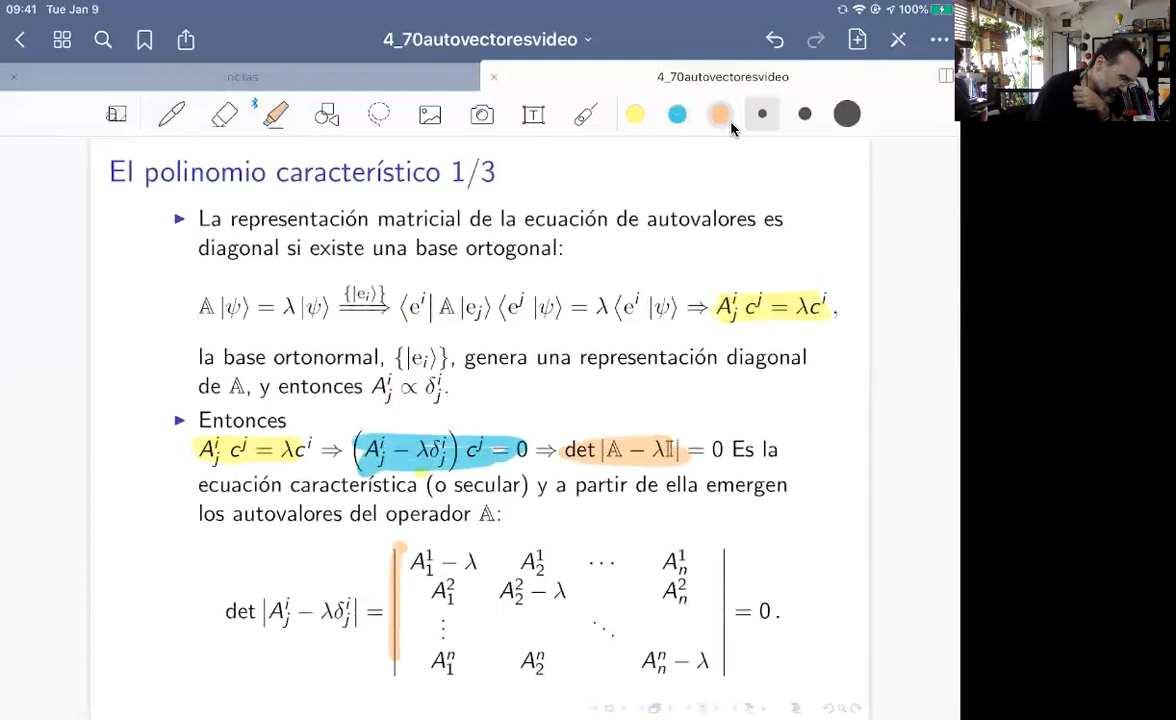 09:41 Tue Jan 9
100%
4_70autovectoresvideo
notas
4_70autovectoresvideo
El polinomio característico 1/3
▶ La representación matricial de la ecuación de autovalores es
diagonal si existe una base ortogonal:
𝔸 |ψ⟩ = λ |ψ⟩ {|e_i⟩} ⟹ ⟨e^i| 𝔸 |e_j⟩ ⟨e^j |ψ⟩ = λ ⟨e^i |ψ⟩ ⇒ A^i_j c^j = λc^i ,
la base ortonormal, {|e_i⟩}, genera una representación diagonal
de 𝔸, y entonces A^i_j ∝ δ^i_j.
▶ Entonces
A^i_j c^j = λc^i ⇒ (A^i_j − λδ^i_j) c^j = 0 ⇒ det |𝔸 − λ𝕀| = 0 Es la
ecuación característica (o secular) y a partir de ella emergen
los autovalores del operador 𝔸:
det |A^i_j − λδ^i_j| = | A^1_1 − λ A^1_2 ⋯ A^1_n
A^2_1 A^2_2 − λ A^2_n
⋮ ⋱
A^n_1 A^n_2 A^n_n − λ | = 0 .